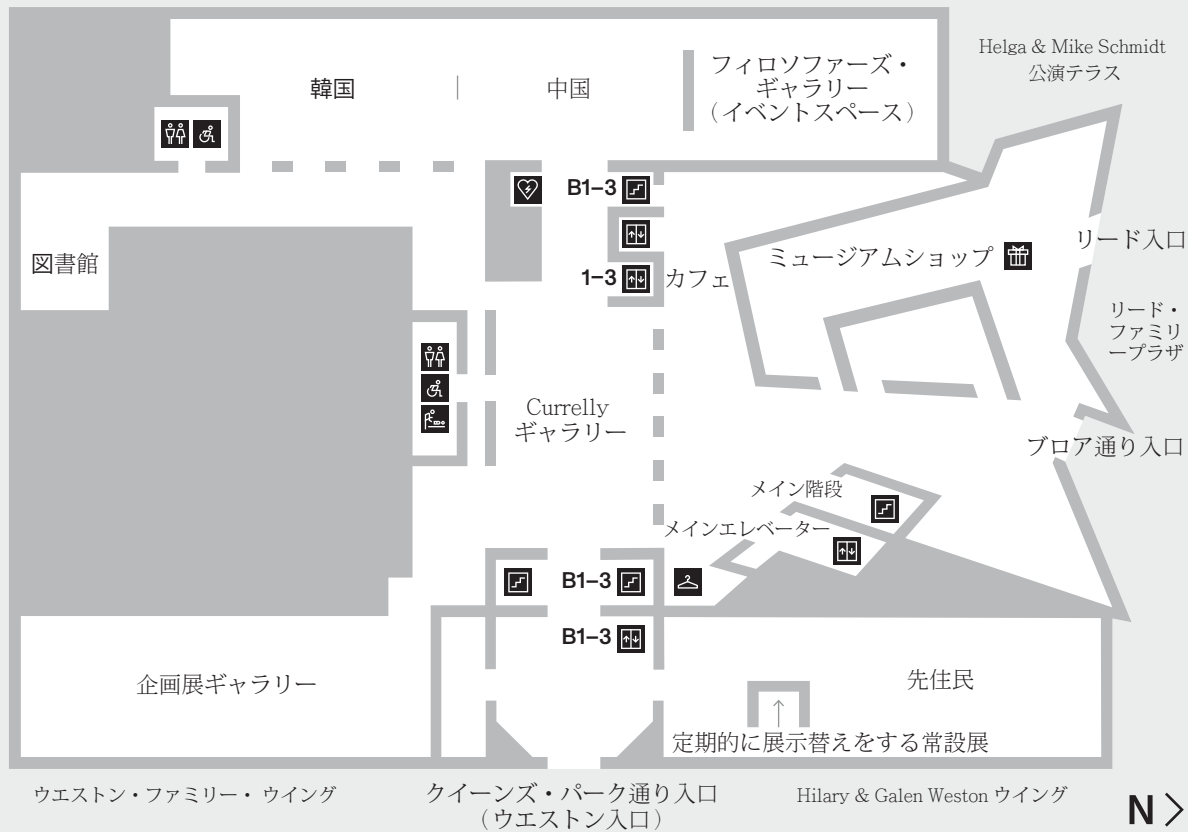 Helga & Mike Schmidt
公演テラス
韓国
中国
フィロソファーズ・
ギャラリー
（イベントスペース）
B1–3
図書館
1–3
カフェ
ミュージアムショップ
リード入口
リード・
ファミリ
ープラザ
Currelly
ギャラリー
ブロア通り入口
メイン階段
メインエレベーター
B1–3
B1–3
企画展ギャラリー
先住民
定期的に展示替えをする常設展
ウエストン・ファミリー・ ウイング
クイーンズ・パーク通り入口
（ウエストン入口）
Hilary & Galen Weston ウイング
N